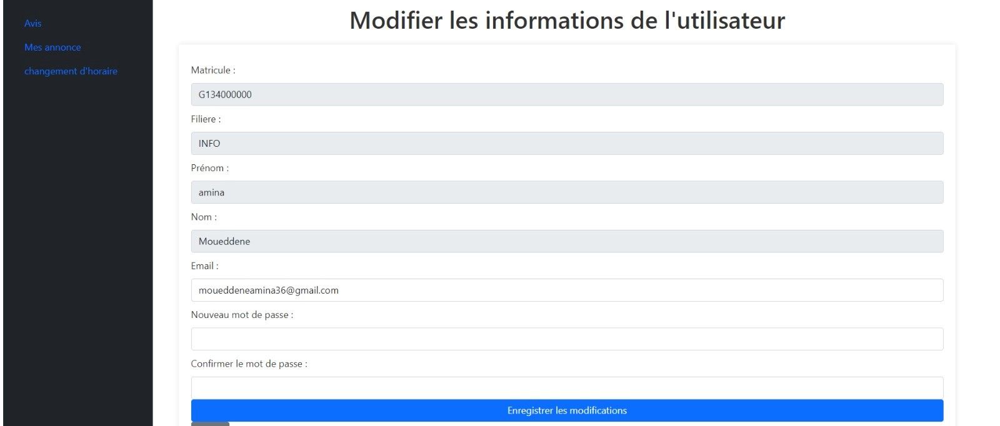 Avis
Mes annonce
changement d'horaire
Modifier les informations de l'utilisateur
Matricule :
G134000000
Filiere :
INFO
Prénom :
amina
Nom :
Moueddene
Email :
moueddeneamina36@gmail.com
Nouveau mot de passe :
Confirmer le mot de passe :
Enregistrer les modifications